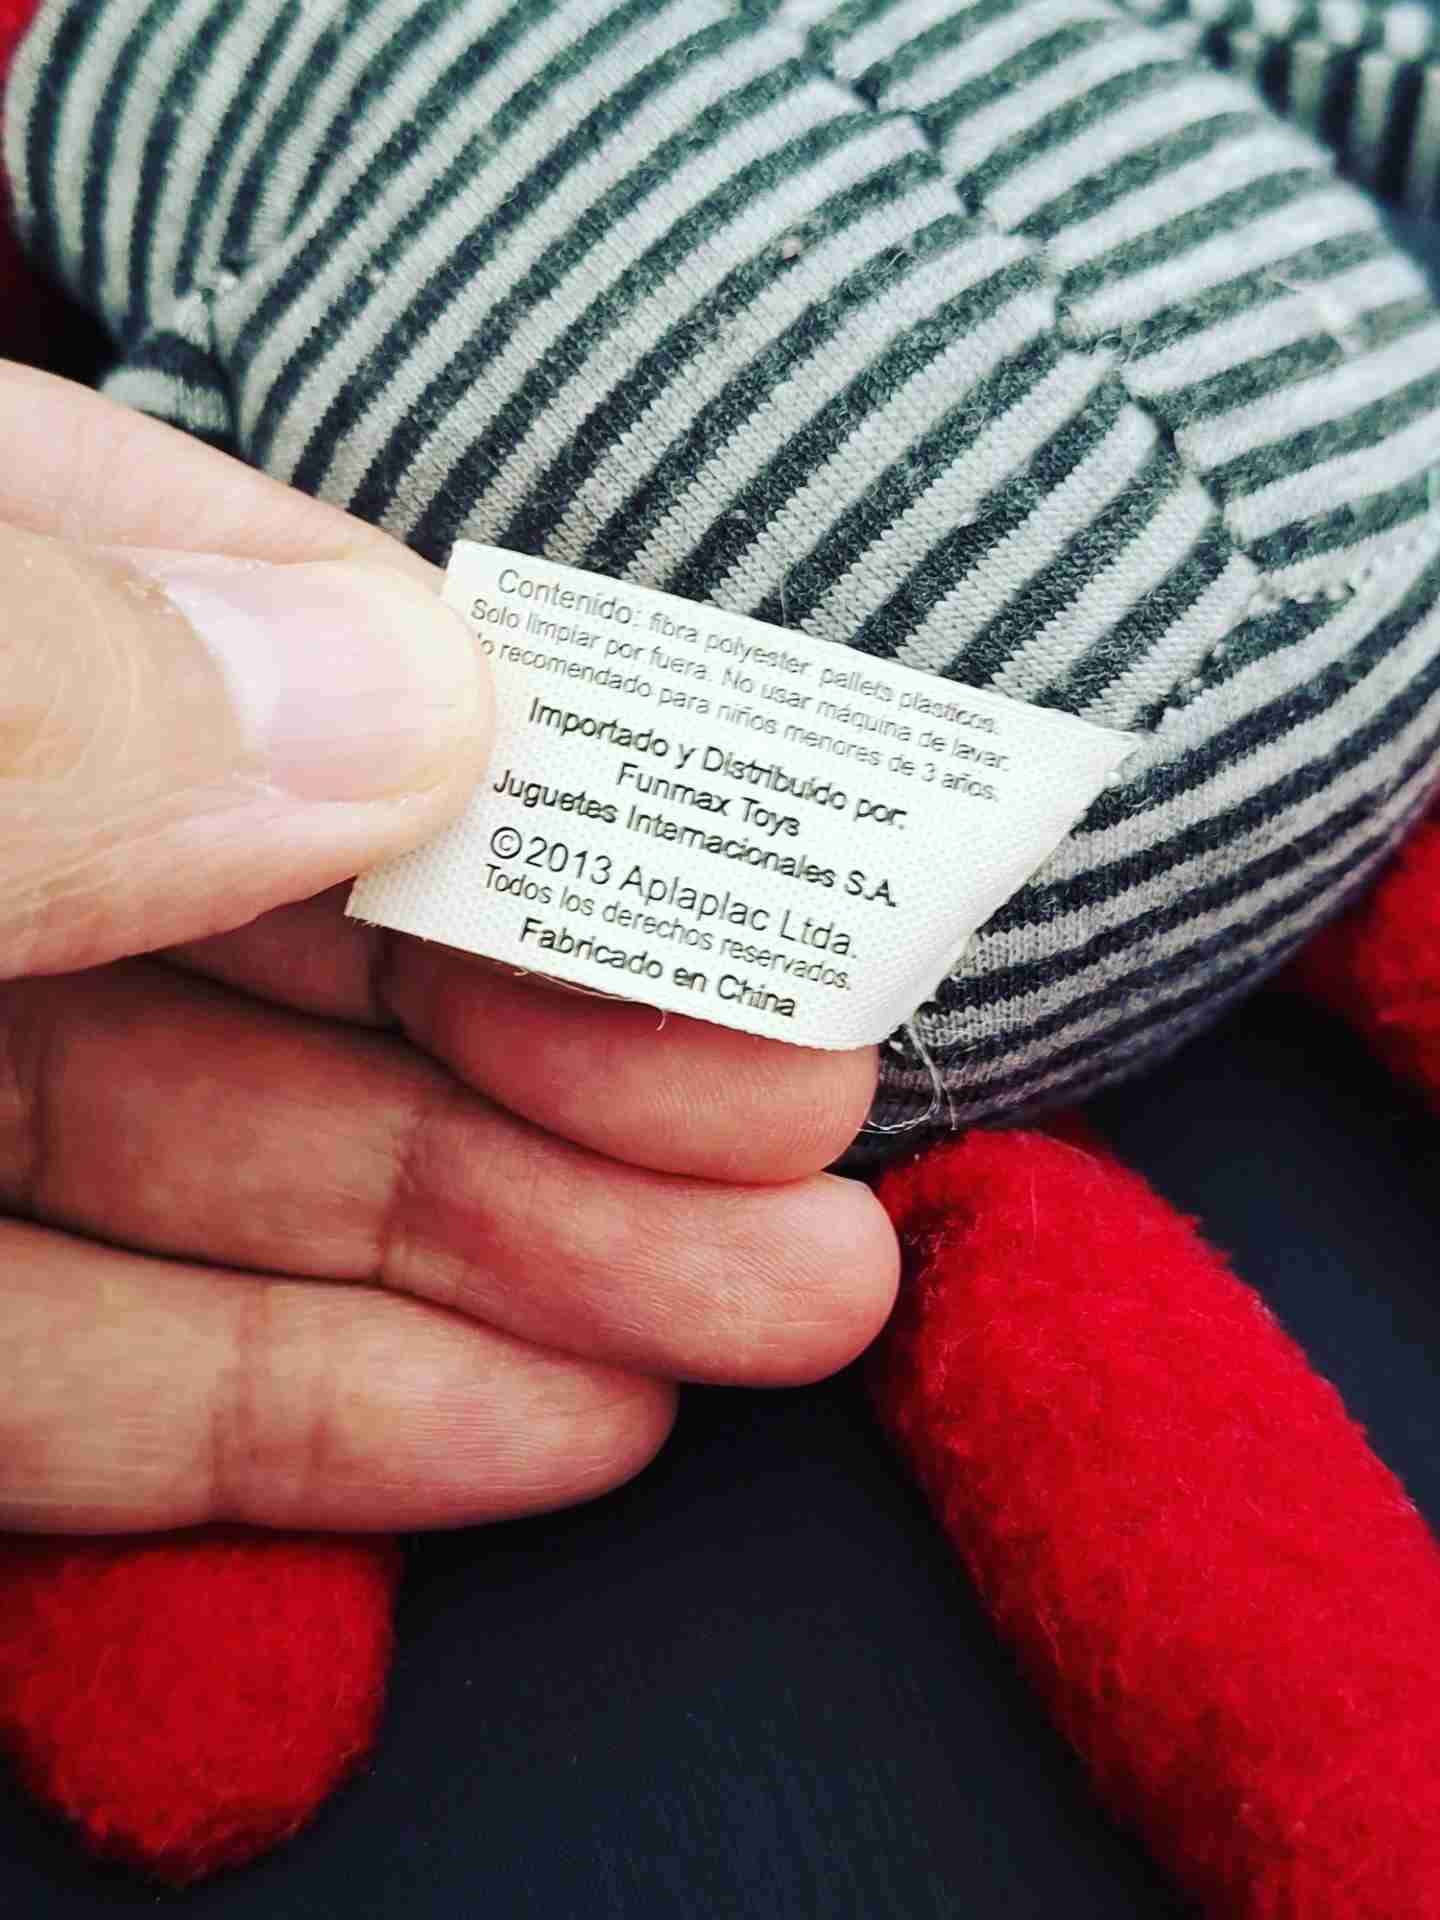 Contenido: fibra polyester pallets plasticos.
Solo limpiar por fuera. No usar máquina de lavar.
recomendado para niños menores de 3 años.
Importado y Distribuido por:
Funmax Toys
Juguetes Internacionales S.A.
©2013 Aplaplac Ltda.
Todos los derechos reservados.
Fabricado en China